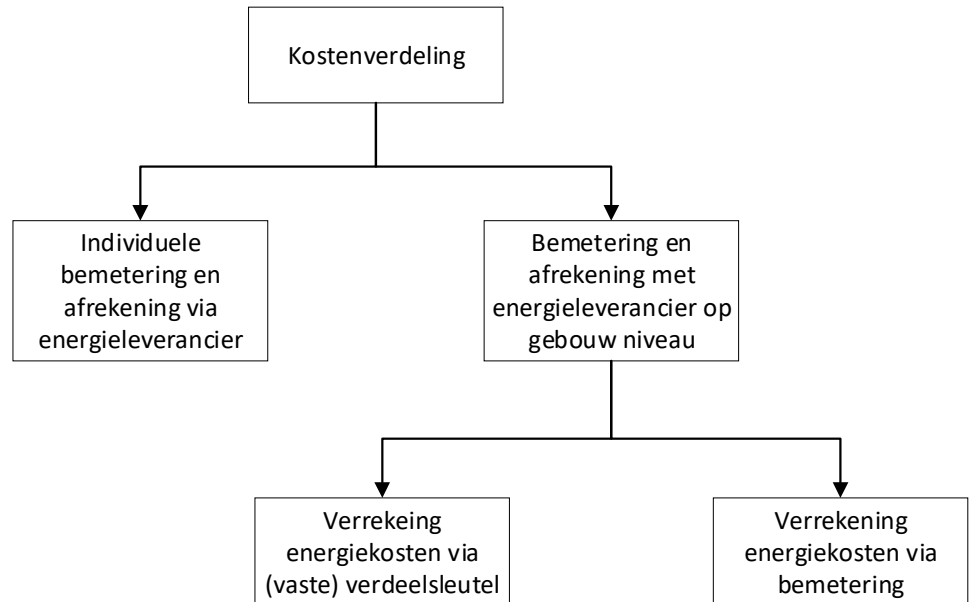 Kostenverdeling
Individuele
bemetering en
afrekening via
energieleverancier
Bemetering en
afrekening met
energieleverancier op
gebouw niveau
Verrekeing
energiekosten via
(vaste) verdeelsleutel
Verrekening
energiekosten via
bemetering